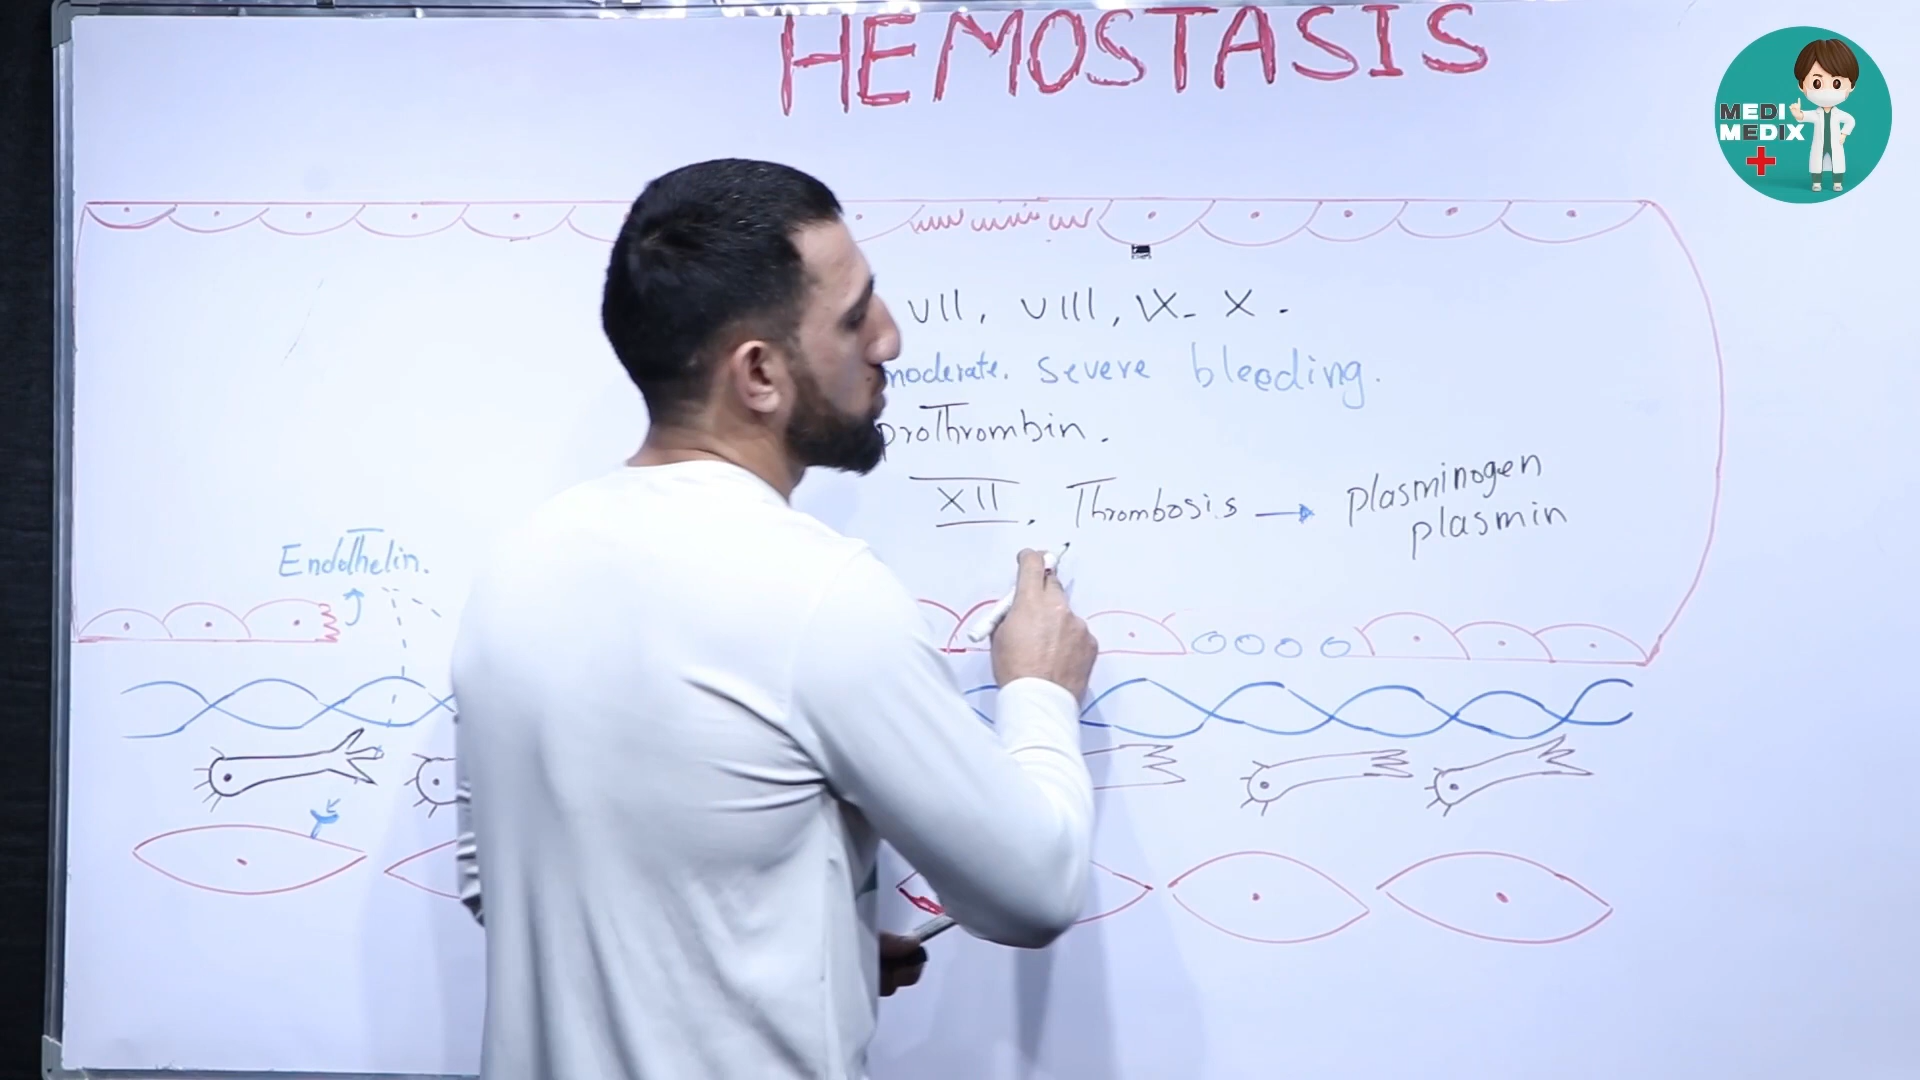 HEMOSTASIS
MEDI
MEDIX
VII, VIII, IX- X.
moderate. severe bleeding.
prothrombin.
XII. Thrombosis → plasminogen
plasmin
Endothelin.